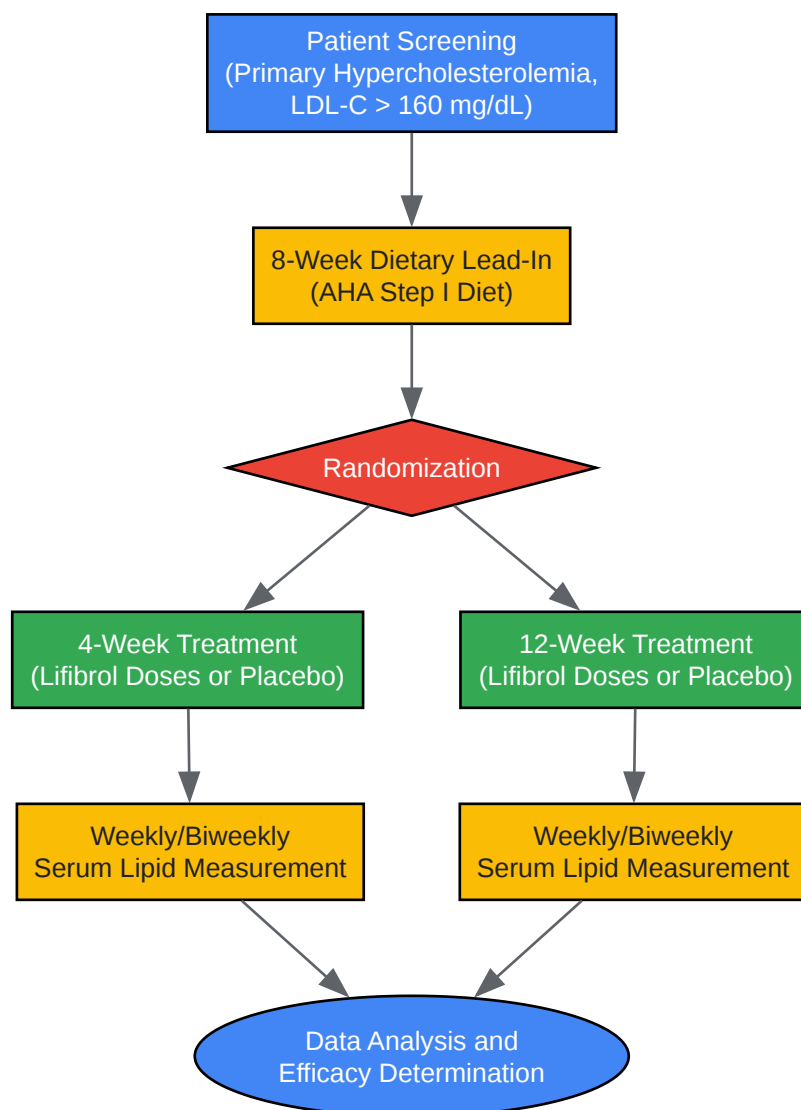 Patient Screening
(Primary Hypercholesterolemia,
LDL-C > 160 mg/dL)
8-Week Dietary Lead-In
(AHA Step I Diet)
Randomization
4-Week Treatment
(Lifibrol Doses or Placebo)
12-Week Treatment
(Lifibrol Doses or Placebo)
Weekly/Biweekly
Serum Lipid Measurement
Weekly/Biweekly
Serum Lipid Measurement
Data Analysis and
Efficacy Determination